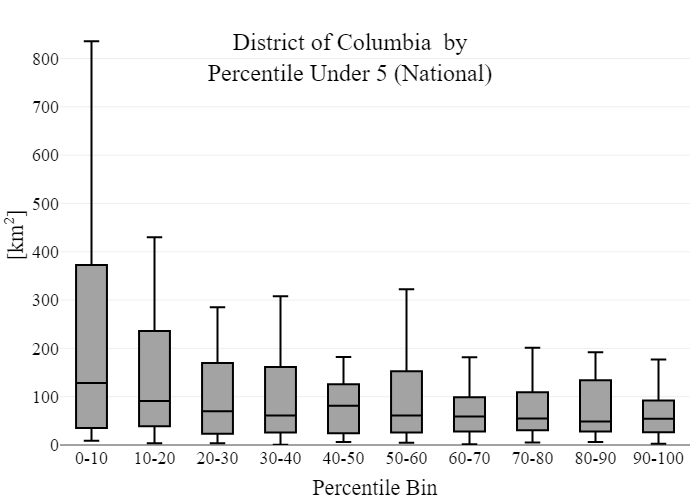 District of Columbia by
Percentile Under 5 (National)
[km²]
800
700
600
500
400
300
200
100
0
0-10 10-20 20-30 30-40 40-50 50-60 60-70 70-80 80-90 90-100
Percentile Bin